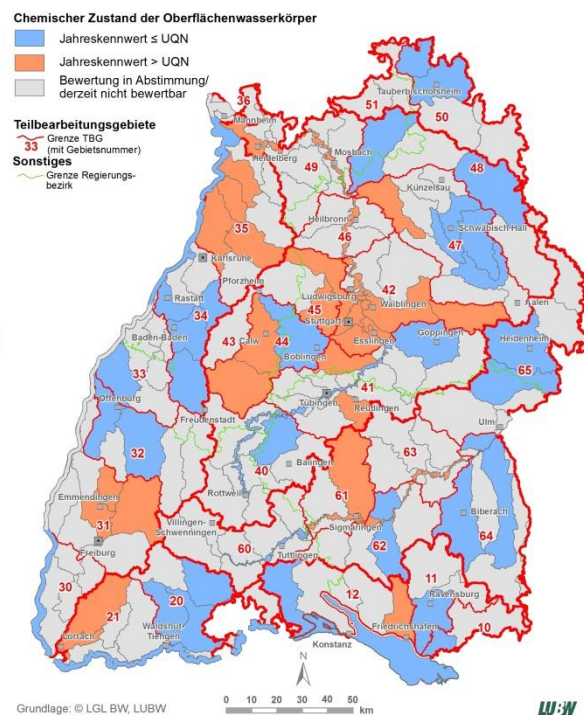 Chemischer Zustand der Oberflächenwasserkörper
Jahreskennwert ≤ UQN
Jahreskennwert > UQN
Bewertung in Abstimmung/
derzeit nicht bewertbar
Teilbearbeitungsgebiete
33 Grenze TBG
(mit Gebietsnummer)
Sonstiges
Grenze Regierungs-
bezirk
36
Mannheim
Heidelberg
51
Tauberbischofsheim
50
49
Mosbach
48
Künzelsau
Heilbronn
46
Schwäbisch Hall
47
35
Karlsruhe
Pforzheim
42
Ludwigsburg
45
Waiblingen
Stuttgart
Aalen
Rastatt
34
Baden-Baden
43
Calw
44
Böblingen
Esslingen
Göppingen
Heidenheim
65
33
Offenburg
41
Tübingen
Reutlingen
Freudenstadt
Ulm
32
40
Balingen
63
Rottweil
61
Emmendingen
31
Freiburg
Villingen-
Schwenningen
60
Tuttlingen
Sigmaringen
62
Biberach
64
30
21
20
Lörrach
Waldshut-
Tiengen
12
11
Ravensburg
10
Konstanz
Friedrichshafen
N
0 10 20 30 40 50
km
Grundlage: © LGL BW, LUBW
LUBW